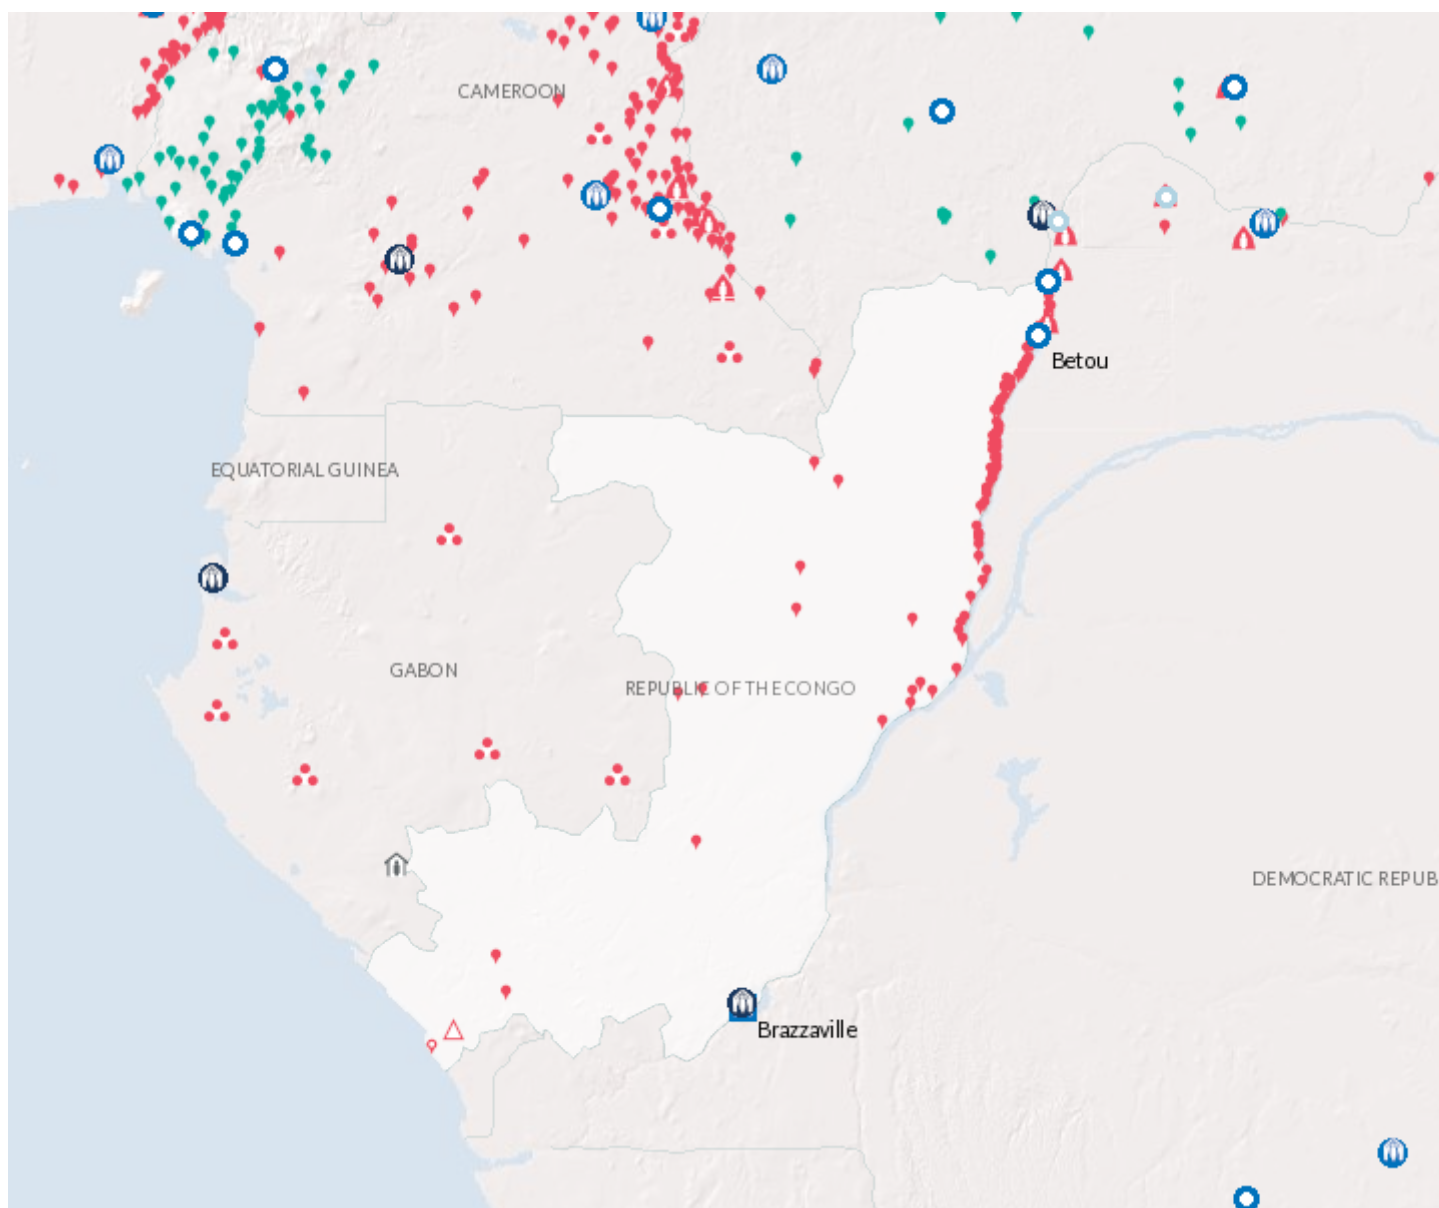 CAMEROON
Betou
EQUATORIAL GUINEA
GABON
REPUBLIC OF THE CONGO
DEMOCRATIC REPUB
Brazzaville